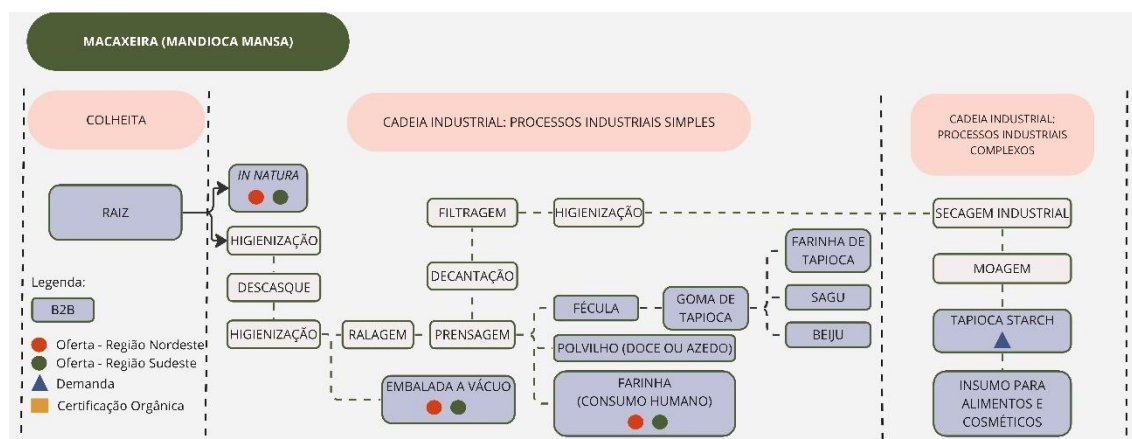 MACAXEIRA (MANDIOCA MANSA)
COLHEITA
CADEIA INDUSTRIAL: PROCESSOS INDUSTRIAIS SIMPLES
CADEIA INDUSTRIAL;
PROCESSOS INDUSTRIAIS
COMPLEXOS
RAIZ
IN NATURA
HIGIENIZAÇÃO
DESCASQUE
HIGIENIZAÇÃO
RALAGEM
PRENSAGEM
DECANTAÇÃO
FILTRAGEM
HIGIENIZAÇÃO
EMBALADA A VÁCUO
FÉCULA
GOMA DE
TAPIOCA
FARINHA DE
TAPIOCA
SAGU
BEIJU
POLVILHO (DOCE OU AZEDO)
FARINHA
(CONSUMO HUMANO)
SECAGEM INDUSTRIAL
MOAGEM
TAPIOCA STARCH
INSUMO PARA
ALIMENTOS E
COSMÉTICOS
Legenda:
B2B
Oferta - Região Nordeste
Oferta - Região Sudeste
Demanda
Certificação Orgânica